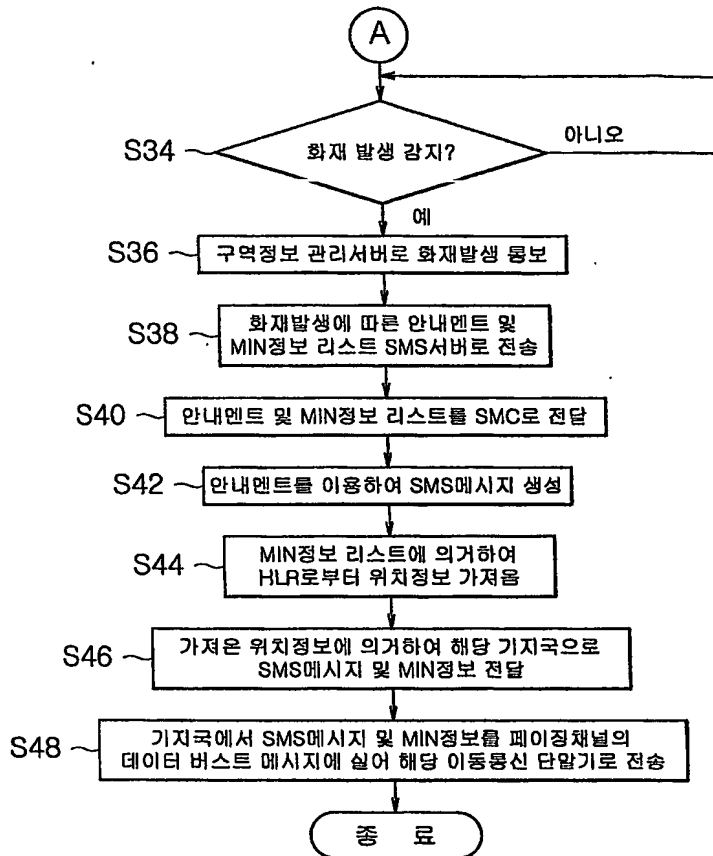 A
S34
화재 발생 감지?
아니오
예
S36
구역정보 관리서버로 화재발생 통보
S38
화재발생에 따른 안내멘트 및
MIN정보 리스트 SMS서버로 전송
S40
안내멘트 및 MIN정보 리스트를 SMC로 전달
S42
안내멘트를 이용하여 SMS메시지 생성
S44
MIN정보 리스트에 의거하여
HLR로부터 위치정보 가져옴
S46
가져온 위치정보에 의거하여 해당 기지국으로
SMS메시지 및 MIN정보 전달
S48
기지국에서 SMS메시지 및 MIN정보를 페이징채널의
데이터 버스트 메시지에 실어 해당 이동통신 단말기로 전송
종 료